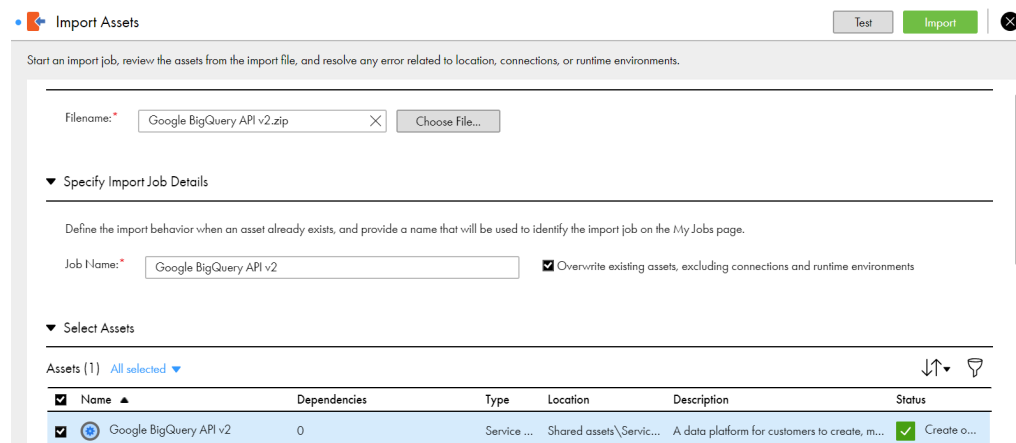 Import Assets
Test
Import
Start an import job, review the assets from the import file, and resolve any error related to location, connections, or runtime environments.
Filename:*
Google BigQuery API v2.zip
Choose File...
Specify Import Job Details
Define the import behavior when an asset already exists, and provide a name that will be used to identify the import job on the My Jobs page.
Job Name:*
Google BigQuery API v2
Overwrite existing assets, excluding connections and runtime environments
Select Assets
Assets (1) All selected
Name Dependencies Type Location Description Status
Google BigQuery API v2 0 Service ... Shared assets\Servic... A data platform for customers to create, m... Create o...